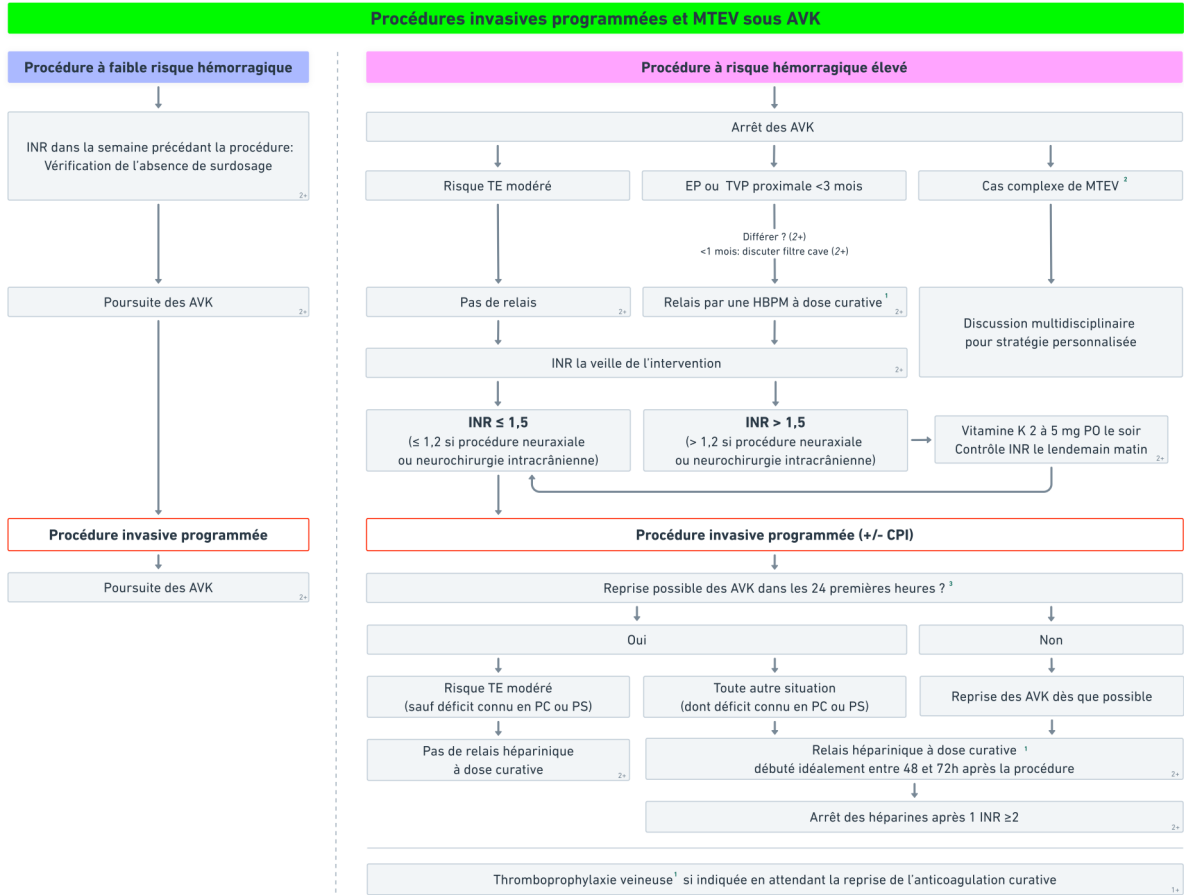 Procédures invasives programmées et MTEV sous AVK
Procédure à faible risque hémorragique
INR dans la semaine précédant la procédure:
Vérification de l'absence de surdosage
2+
Poursuite des AVK
2+
Procédure invasive programmée
Poursuite des AVK
2+
Procédure à risque hémorragique élevé
Arrêt des AVK
Risque TE modéré
EP ou TVP proximale <3 mois
Cas complexe de MTEV 2
Différer ? (2+)
<1 mois: discuter filtre cave (2+)
Pas de relais
2+
Relais par une HBPM à dose curative 1
2+
Discussion multidisciplinaire
pour stratégie personnalisée
INR la veille de l'intervention
2+
INR ≤ 1,5
(≤ 1,2 si procédure neuraxiale
ou neurochirurgie intracrânienne)
INR > 1,5
(> 1,2 si procédure neuraxiale
ou neurochirurgie intracrânienne)
Vitamine K 2 à 5 mg PO le soir
Contrôle INR le lendemain matin
2+
Procédure invasive programmée (+/- CPI)
Reprise possible des AVK dans les 24 premières heures ? 3
Oui
Non
Risque TE modéré
(sauf déficit connu en PC ou PS)
Toute autre situation
(dont déficit connu en PC ou PS)
Reprise des AVK dès que possible
Pas de relais héparinique
à dose curative
2+
Relais héparinique à dose curative 1
débuté idéalement entre 48 et 72h après la procédure
2+
Arrêt des héparines après 1 INR ≥2
2+
Thromboprophylaxie veineuse1 si indiquée en attendant la reprise de l'anticoagulation curative
1+